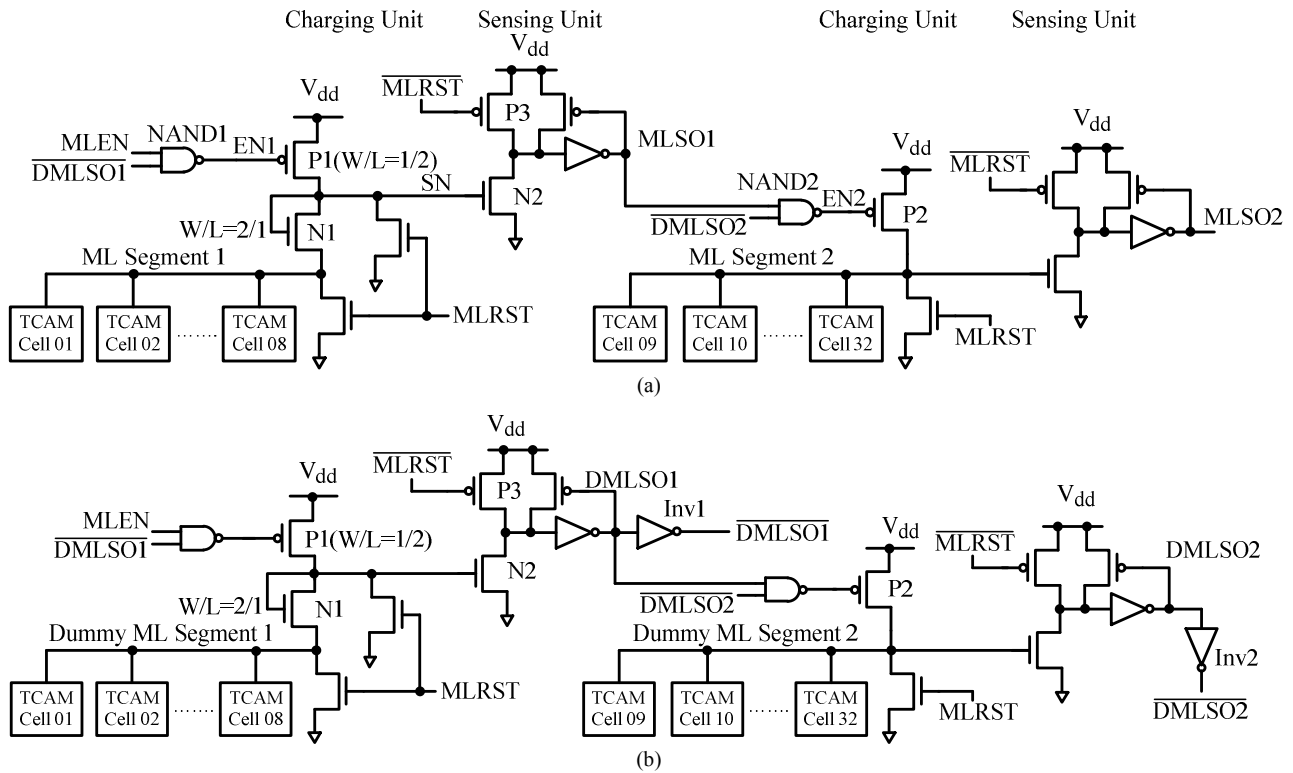 Charging Unit
Sensing Unit
Charging Unit
Sensing Unit
Vdd
MLRST
P3
Vdd
MLEN
NAND1
EN1
DMLSO1
P1(W/L=1/2)
MLSO1
SN
N2
W/L=2/1
N1
ML Segment 1
TCAM Cell 01
TCAM Cell 02
.......
TCAM Cell 08
MLRST
NAND2
EN2
DMLSO2
Vdd
P2
MLRST
Vdd
MLSO2
ML Segment 2
TCAM Cell 09
TCAM Cell 10
.......
TCAM Cell 32
MLRST
(a)
Vdd
MLRST
P3
DMLSO1
Inv1
DMLSO1
Vdd
MLEN
DMLSO1
P1(W/L=1/2)
N2
W/L=2/1
N1
Dummy ML Segment 1
TCAM Cell 01
TCAM Cell 02
.......
TCAM Cell 08
MLRST
DMLSO2
Vdd
P2
MLRST
Vdd
DMLSO2
Inv2
DMLSO2
Dummy ML Segment 2
TCAM Cell 09
TCAM Cell 10
.......
TCAM Cell 32
MLRST
(b)